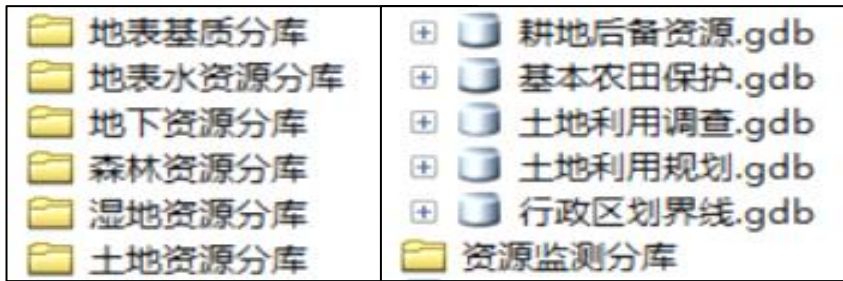 地表基质分库
地表水资源分库
地下资源分库
森林资源分库
湿地资源分库
土地资源分库
耕地后备资源.gdb
基本农田保护.gdb
土地利用调查.gdb
土地利用规划.gdb
行政区划界线.gdb
资源监测分库